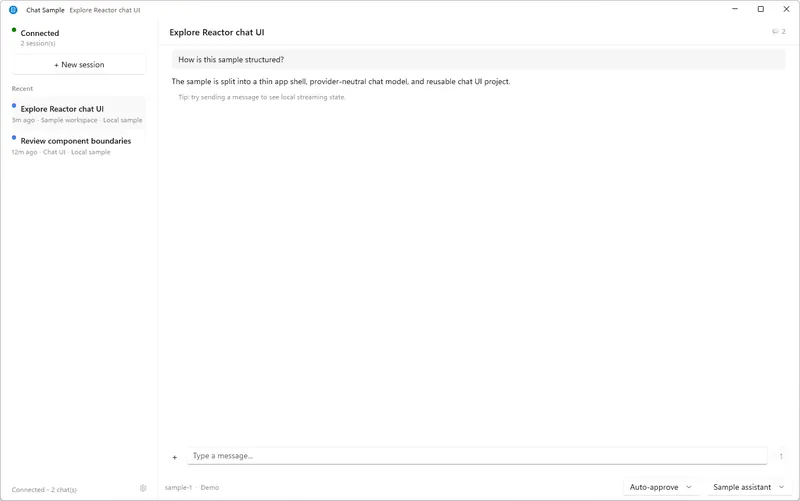 Chat Sample Explore Reactor chat UI
Connected
2 session(s)
+ New session
Recent
Explore Reactor chat UI
3m ago · Sample workspace · Local sample
Review component boundaries
12m ago · Chat UI · Local sample
Connected - 2 chat(s)
Explore Reactor chat UI
2
How is this sample structured?
The sample is split into a thin app shell, provider-neutral chat model, and reusable chat UI project.
Tip: try sending a message to see local streaming state.
+ Type a message...
sample-1 · Demo
Auto-approve
Sample assistant